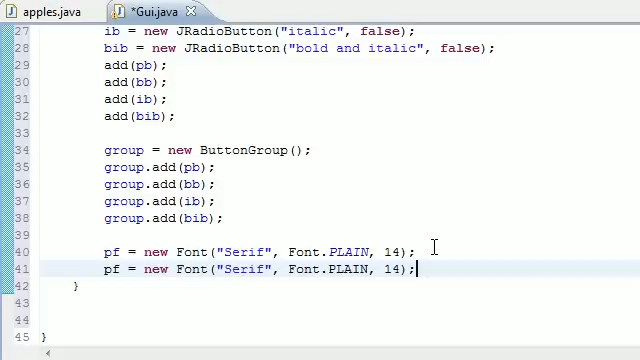 apples.java *Gui.java
27 ib = new JRadioButton("italic", false);
28 bib = new JRadioButton("bold and italic", false);
29 add(pb);
30 add(bb);
31 add(ib);
32 add(bib);
33
34 group = new ButtonGroup();
35 group.add(pb);
36 group.add(bb);
37 group.add(ib);
38 group.add(bib);
39
40 pf = new Font("Serif", Font.PLAIN, 14);
41 pf = new Font("Serif", Font.PLAIN, 14);
42 }
43
44
45 }